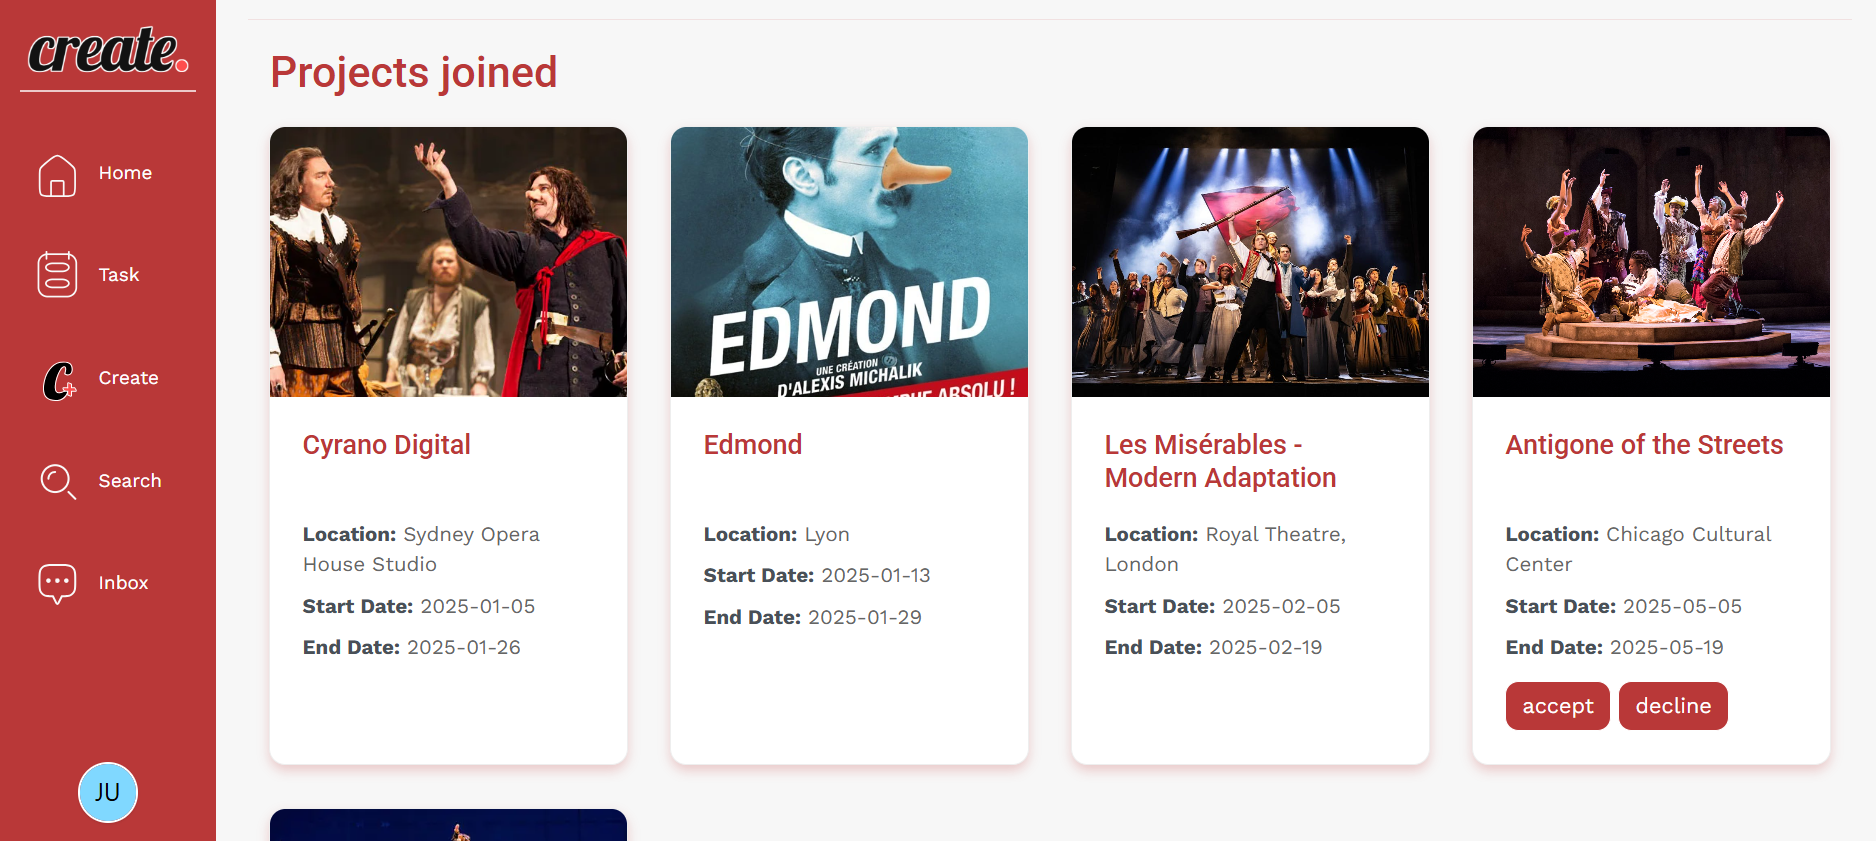 create.
Home
Task
Create
Search
Inbox
JU
Projects joined
EDMOND
UNE CRÉATION
D'ALEXIS MICHALIK
ABSOLU !
Cyrano Digital
Location: Sydney Opera
House Studio
Start Date: 2025-01-05
End Date: 2025-01-26
Edmond
Location: Lyon
Start Date: 2025-01-13
End Date: 2025-01-29
Les Misérables -
Modern Adaptation
Location: Royal Theatre,
London
Start Date: 2025-02-05
End Date: 2025-02-19
Antigone of the Streets
Location: Chicago Cultural
Center
Start Date: 2025-05-05
End Date: 2025-05-19
accept
decline